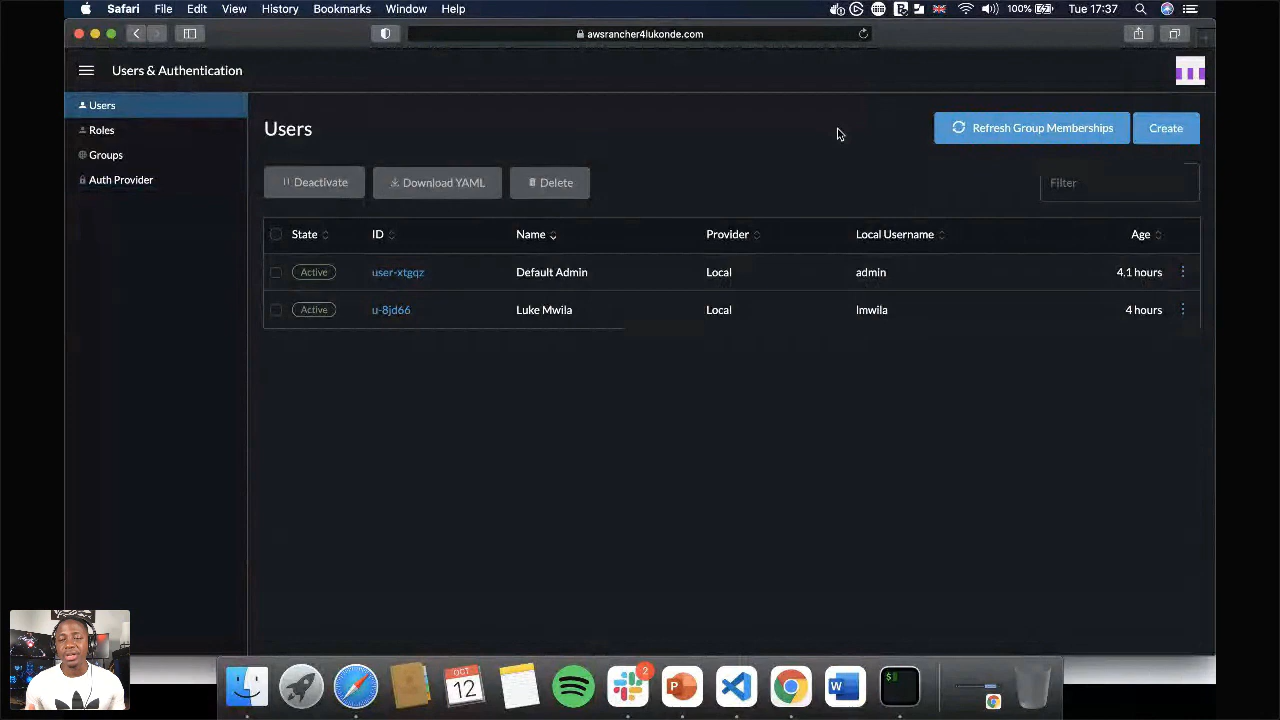 Safari File Edit View History Bookmarks Window Help 100% Tue 17:37
awsrancher4lukonde.com
Users & Authentication
Users
Roles
Groups
Auth Provider
Users
Refresh Group Memberships
Create
Deactivate
Download YAML
Delete
Filter
State ID Name Provider Local Username Age
Active user-xtgqz Default Admin Local admin 4.1 hours
Active u-8jd66 Luke Mwila Local lmwila 4 hours
OCT
12
2
P
W
$